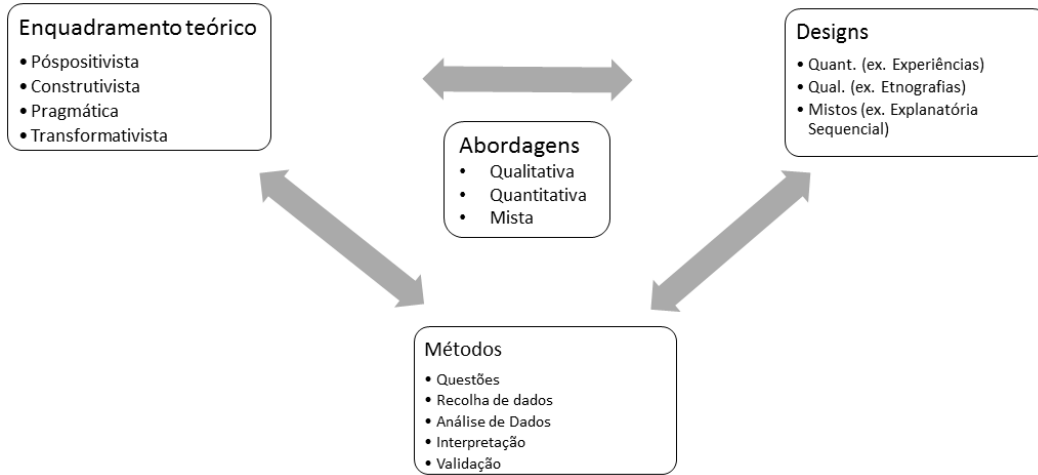 Enquadramento teórico
• Póspositivista
• Construtivista
• Pragmática
• Transformativista
Designs
• Quant. (ex. Experiências)
• Qual. (ex. Etnografias)
• Mistos (ex. Explanatória
Sequencial)
Abordagens
• Qualitativa
• Quantitativa
• Mista
Métodos
• Questões
• Recolha de dados
• Análise de Dados
• Interpretação
• Validação